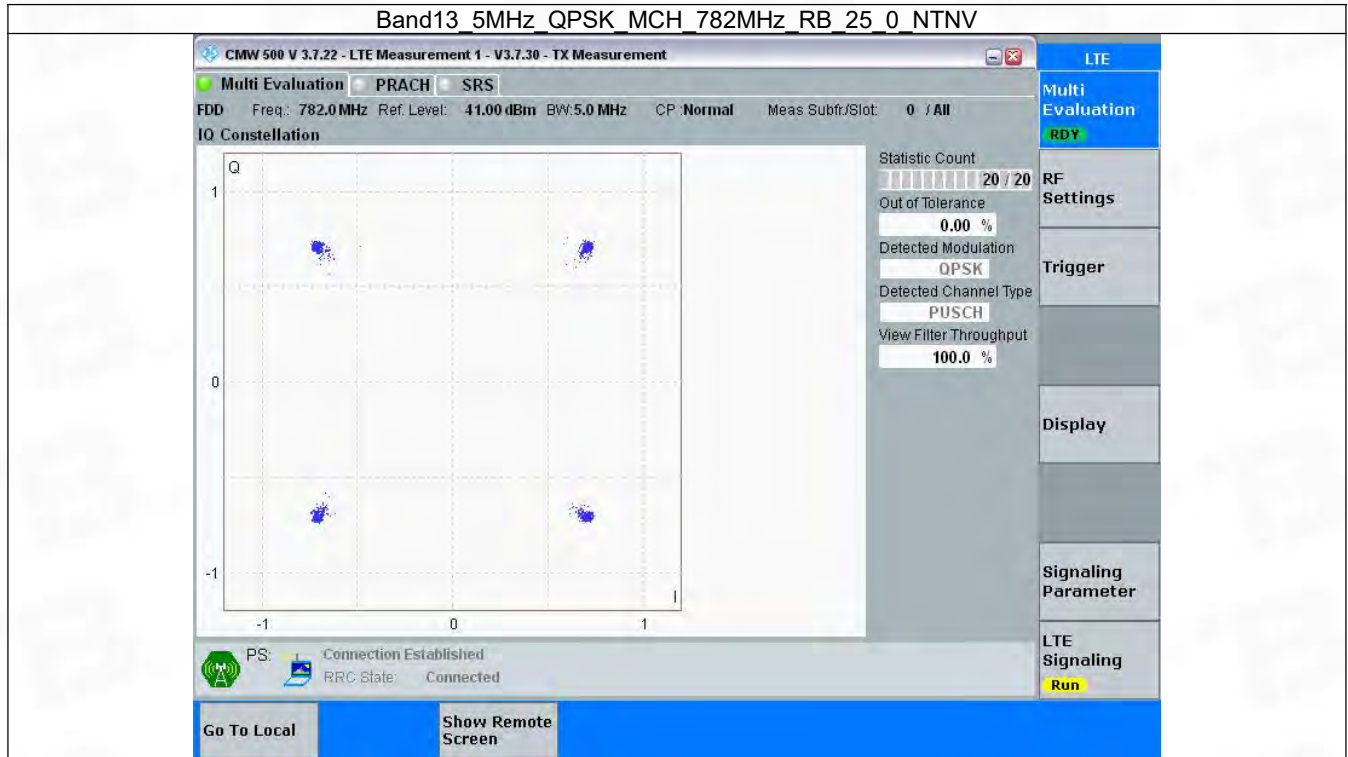 Band13_5MHz_QPSK_MCH_782MHz_RB_25_0_NTNV
CMW 500 V 3.7.22 - LTE Measurement 1 - V3.7.30 - TX Measurement
LTE
Multi Evaluation PRACH SRS
FDD Freq.: 782.0 MHz Ref. Level: 41.00 dBm BW:5.0 MHz CP :Normal Meas Subfr./Slot: 0 / All
IQ Constellation
Q
1
0
-1
I
-1 0 1
Statistic Count
20 / 20
Out of Tolerance
0.00 %
Detected Modulation
QPSK
Detected Channel Type
PUSCH
View Filter Throughput
100.0 %
Multi
Evaluation
RDY
RF
Settings
Trigger
Display
Signaling
Parameter
LTE
Signaling
Run
PS: Connection Established
RRC State: Connected
Go To Local
Show Remote
Screen